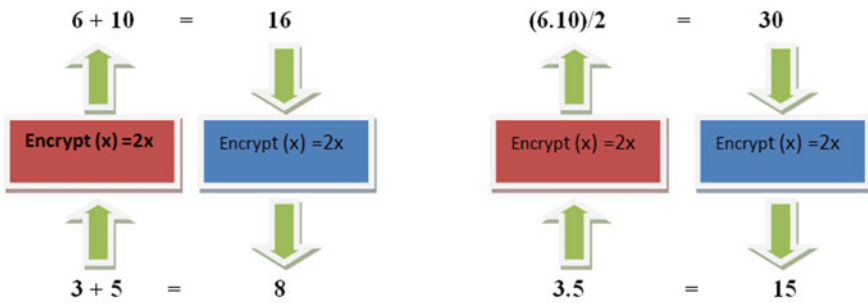 6 + 10 = 16
Encrypt (x) =2x
Encrypt (x) =2x
3 + 5 = 8
(6.10)/2 = 30
Encrypt (x) =2x
Encrypt (x) =2x
3.5 = 15